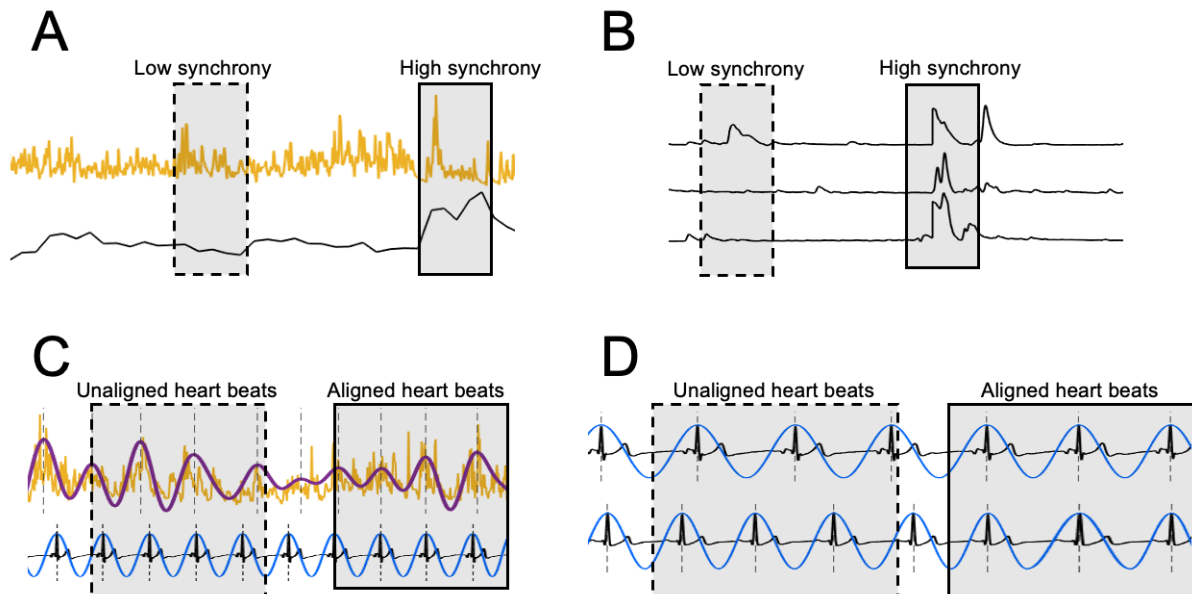 A
Low synchrony
High synchrony
B
Low synchrony
High synchrony
C
Unaligned heart beats
Aligned heart beats
D
Unaligned heart beats
Aligned heart beats